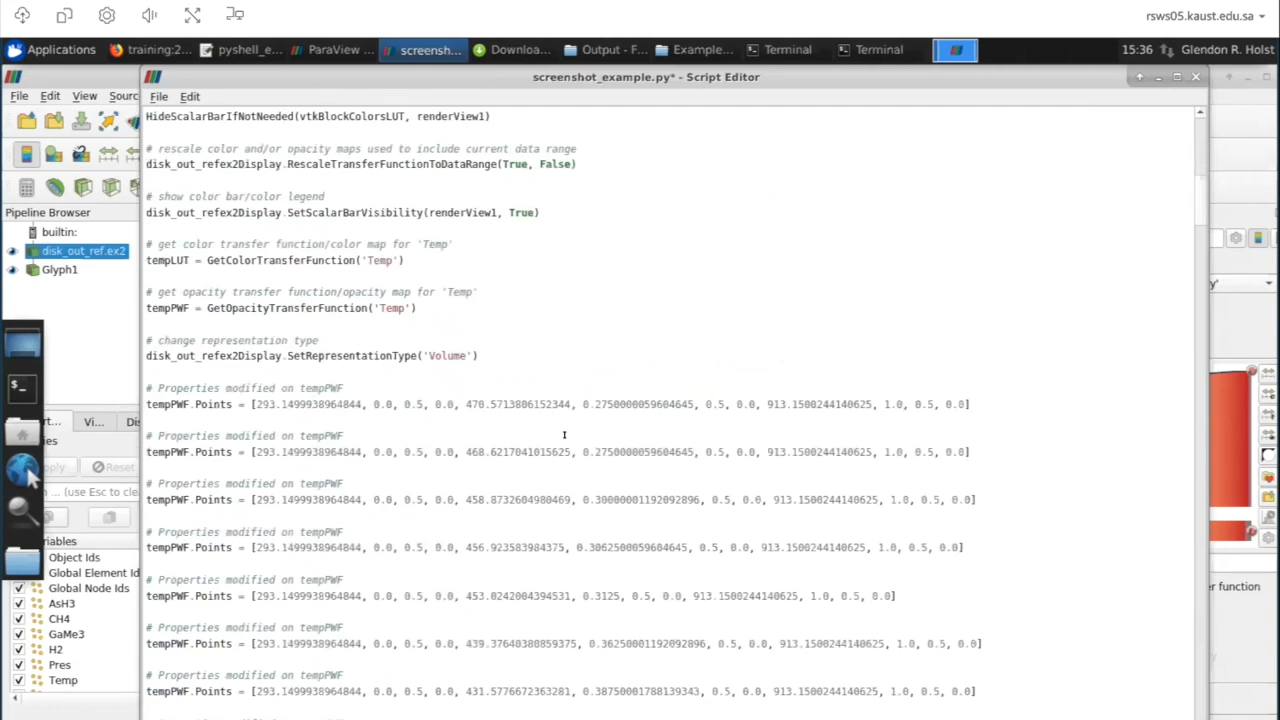 rsws05.kaust.edu.sa
Applications training:2... pyshell_e... ParaView ... screensh... Downloa... Output - F... Example... Terminal Terminal 15:36 Glendon R. Holst
screenshot_example.py* - Script Editor
File Edit View Sourc
File Edit
HideScalarBarIfNotNeeded(vtkBlockColorsLUT, renderView1)
# rescale color and/or opacity maps used to include current data range
disk_out_refex2Display.RescaleTransferFunctionToDataRange(True, False)
# show color bar/color legend
disk_out_refex2Display.SetScalarBarVisibility(renderView1, True)
# get color transfer function/color map for 'Temp'
tempLUT = GetColorTransferFunction('Temp')
# get opacity transfer function/opacity map for 'Temp'
tempPWF = GetOpacityTransferFunction('Temp')
# change representation type
disk_out_refex2Display.SetRepresentationType('Volume')
# Properties modified on tempPWF
tempPWF.Points = [293.1499938964844, 0.0, 0.5, 0.0, 470.5713806152344, 0.2750000059604645, 0.5, 0.0, 913.1500244140625, 1.0, 0.5, 0.0]
# Properties modified on tempPWF
tempPWF.Points = [293.1499938964844, 0.0, 0.5, 0.0, 468.6217041015625, 0.2750000059604645, 0.5, 0.0, 913.1500244140625, 1.0, 0.5, 0.0]
# Properties modified on tempPWF
tempPWF.Points = [293.1499938964844, 0.0, 0.5, 0.0, 458.8732604980469, 0.30000001192092896, 0.5, 0.0, 913.1500244140625, 1.0, 0.5, 0.0]
# Properties modified on tempPWF
tempPWF.Points = [293.1499938964844, 0.0, 0.5, 0.0, 456.923583984375, 0.3062500059604645, 0.5, 0.0, 913.1500244140625, 1.0, 0.5, 0.0]
# Properties modified on tempPWF
tempPWF.Points = [293.1499938964844, 0.0, 0.5, 0.0, 453.0242004394531, 0.3125, 0.5, 0.0, 913.1500244140625, 1.0, 0.5, 0.0]
# Properties modified on tempPWF
tempPWF.Points = [293.1499938964844, 0.0, 0.5, 0.0, 439.37640380859375, 0.36250001192092896, 0.5, 0.0, 913.1500244140625, 1.0, 0.5, 0.0]
# Properties modified on tempPWF
tempPWF.Points = [293.1499938964844, 0.0, 0.5, 0.0, 431.5776672363281, 0.38750001788139343, 0.5, 0.0, 913.1500244140625, 1.0, 0.5, 0.0]
Pipeline Browser
builtin:
disk_out_ref.ex2
Glyph1
rt... Vi... Dis
ies
pply Reset
... (use Esc to clea
riables
Object Ids
Global Element Id
Global Node Ids
AsH3
CH4
GaMe3
H2
Pres
Temp
y'
er function